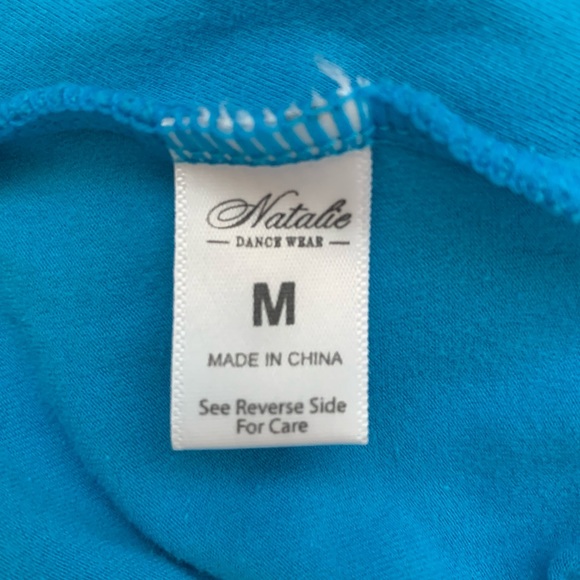 Natalie
DANCE WEAR
M
MADE IN CHINA
See Reverse Side
For Care